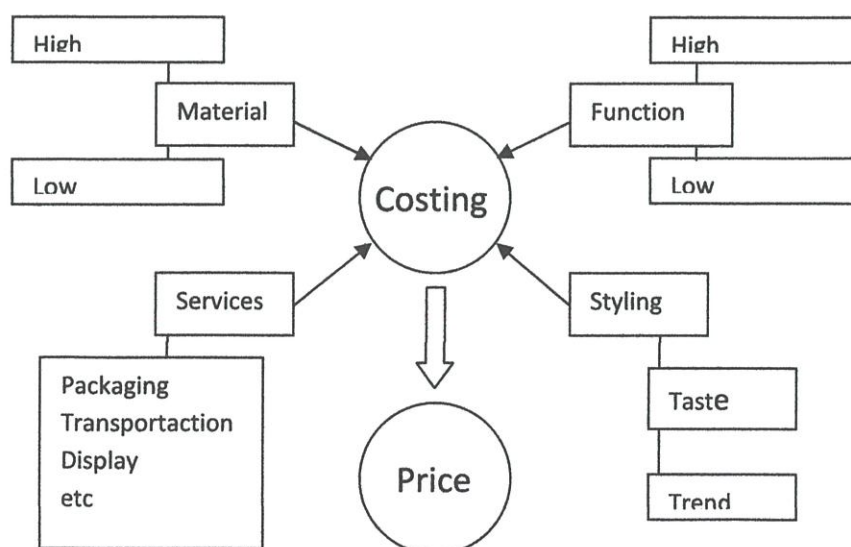 High
High
Material
Function
Low
Low
Costing
Services
Styling
Packaging
Transportaction
Display
etc
Taste
Trend
Price